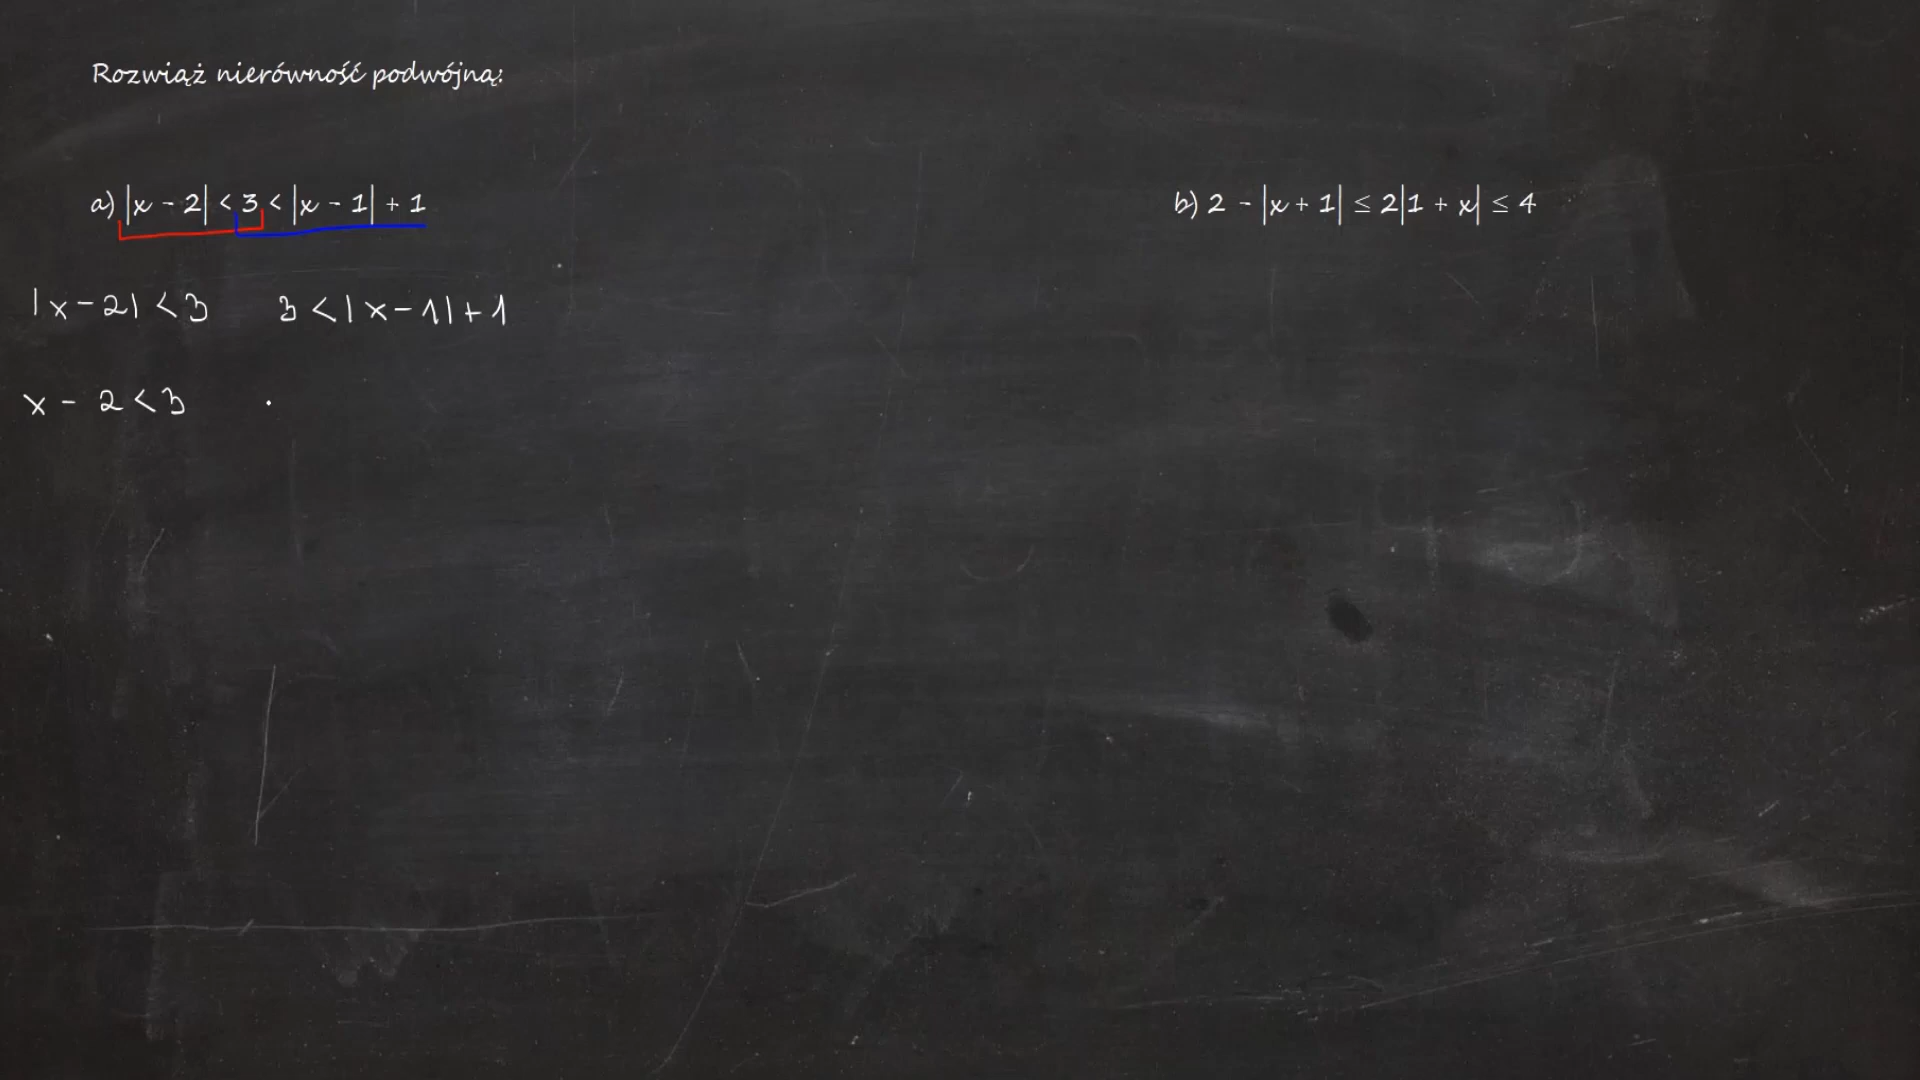 Rozwiąż nierówność podwójną:
a) |x - 2| < 3 < |x - 1| + 1
b) 2 - |x + 1| ≤ 2|1 + x| ≤ 4
|x - 2| < 3 3 < |x - 1| + 1
x - 2 < 3